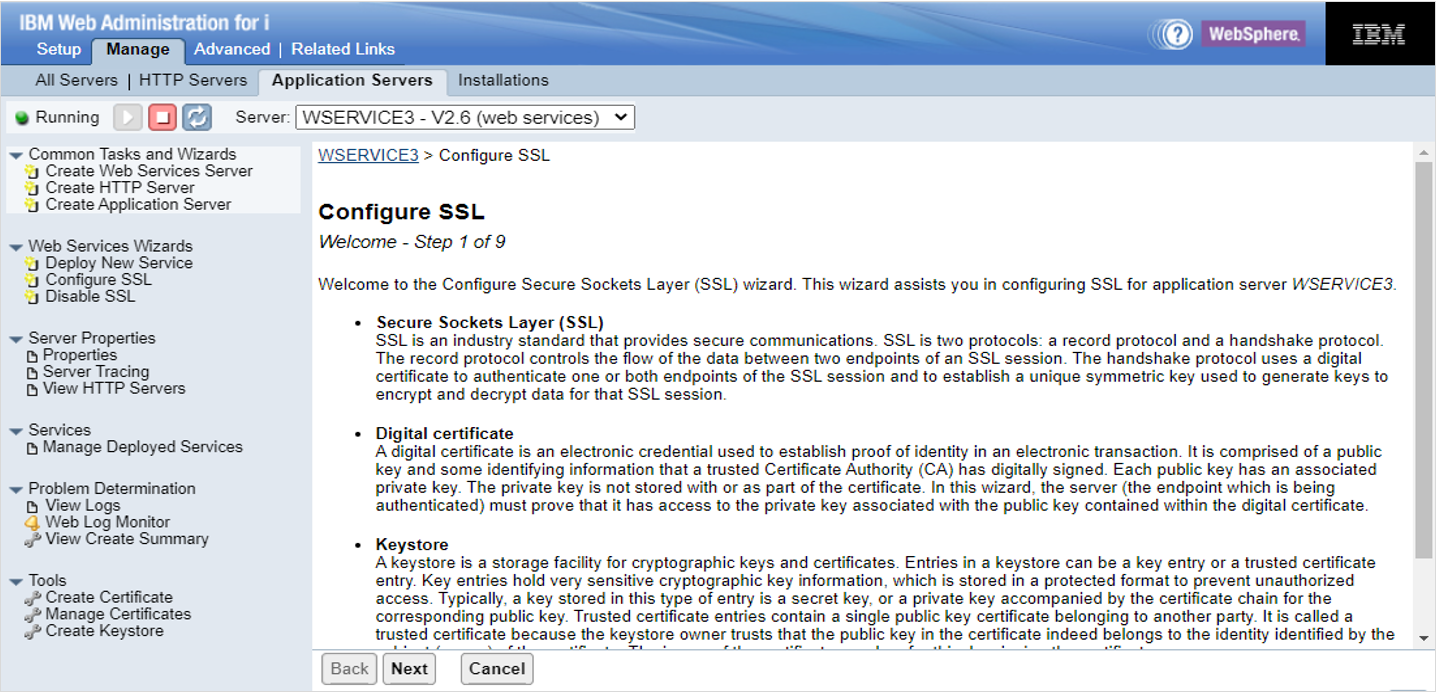 IBM Web Administration for i
Setup Manage Advanced | Related Links
? WebSphere. IBM
All Servers | HTTP Servers Application Servers Installations
Running Server: WSERVICE3 - V2.6 (web services)
Common Tasks and Wizards
Create Web Services Server
Create HTTP Server
Create Application Server
Web Services Wizards
Deploy New Service
Configure SSL
Disable SSL
Server Properties
Properties
Server Tracing
View HTTP Servers
Services
Manage Deployed Services
Problem Determination
View Logs
Web Log Monitor
View Create Summary
Tools
Create Certificate
Manage Certificates
Create Keystore
WSERVICE3 > Configure SSL
Configure SSL
Welcome - Step 1 of 9
Welcome to the Configure Secure Sockets Layer (SSL) wizard. This wizard assists you in configuring SSL for application server WSERVICE3.
• Secure Sockets Layer (SSL)
SSL is an industry standard that provides secure communications. SSL is two protocols: a record protocol and a handshake protocol.
The record protocol controls the flow of the data between two endpoints of an SSL session. The handshake protocol uses a digital
certificate to authenticate one or both endpoints of the SSL session and to establish a unique symmetric key used to generate keys to
encrypt and decrypt data for that SSL session.
• Digital certificate
A digital certificate is an electronic credential used to establish proof of identity in an electronic transaction. It is comprised of a public
key and some identifying information that a trusted Certificate Authority (CA) has digitally signed. Each public key has an associated
private key. The private key is not stored with or as part of the certificate. In this wizard, the server (the endpoint which is being
authenticated) must prove that it has access to the private key associated with the public key contained within the digital certificate.
• Keystore
A keystore is a storage facility for cryptographic keys and certificates. Entries in a keystore can be a key entry or a trusted certificate
entry. Key entries hold very sensitive cryptographic key information, which is stored in a protected format to prevent unauthorized
access. Typically, a key stored in this type of entry is a secret key, or a private key accompanied by the certificate chain for the
corresponding public key. Trusted certificate entries contain a single public key certificate belonging to another party. It is called a
trusted certificate because the keystore owner trusts that the public key in the certificate indeed belongs to the identity identified by the
Back Next Cancel